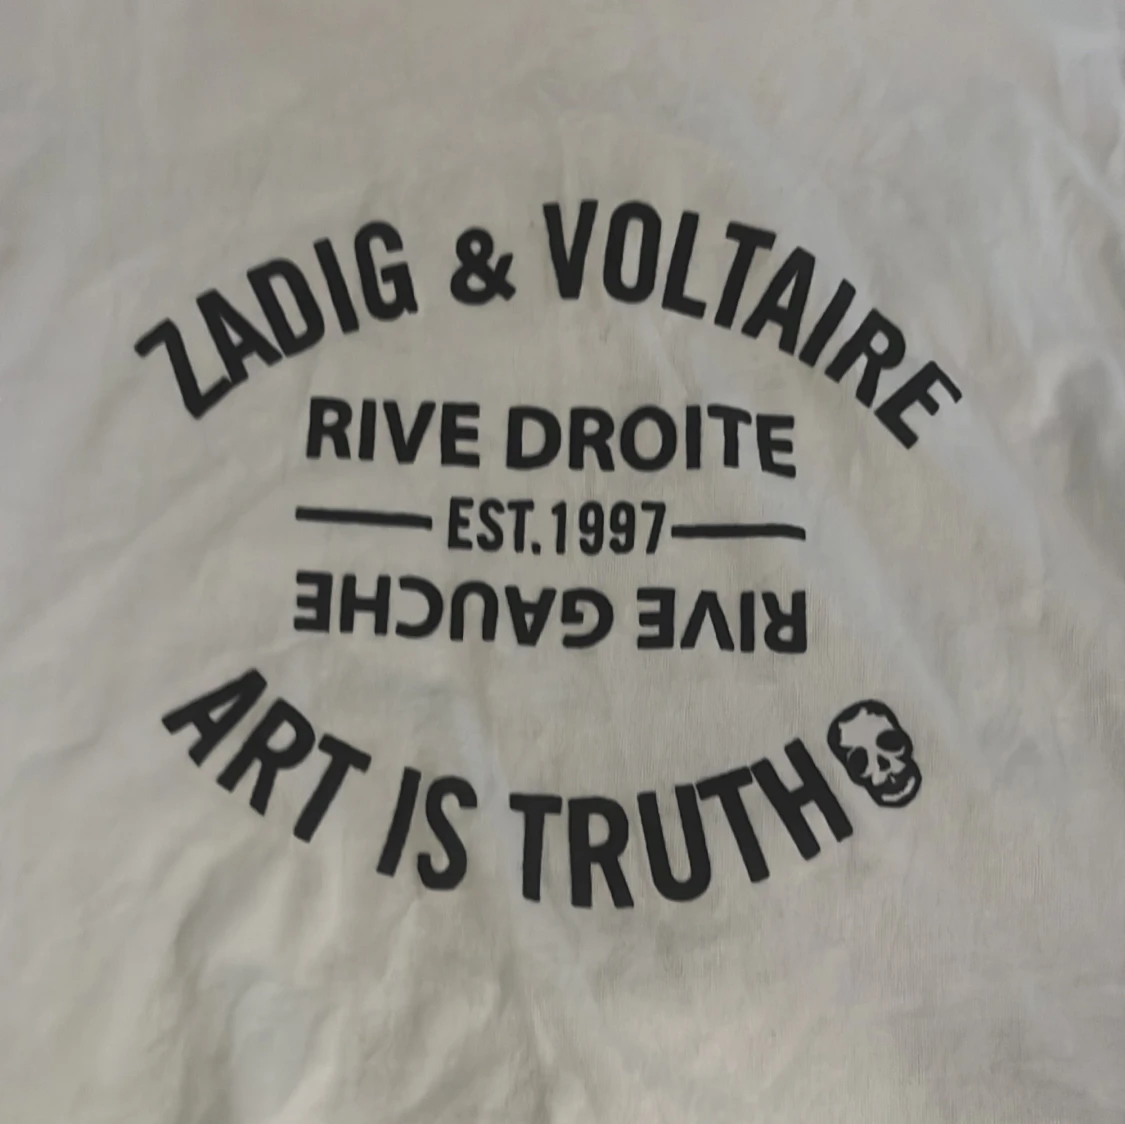 ZADIG & VOLTAIRE
RIVE DROITE
EST.1997
RIVE GAUCHE
ART IS TRUTH